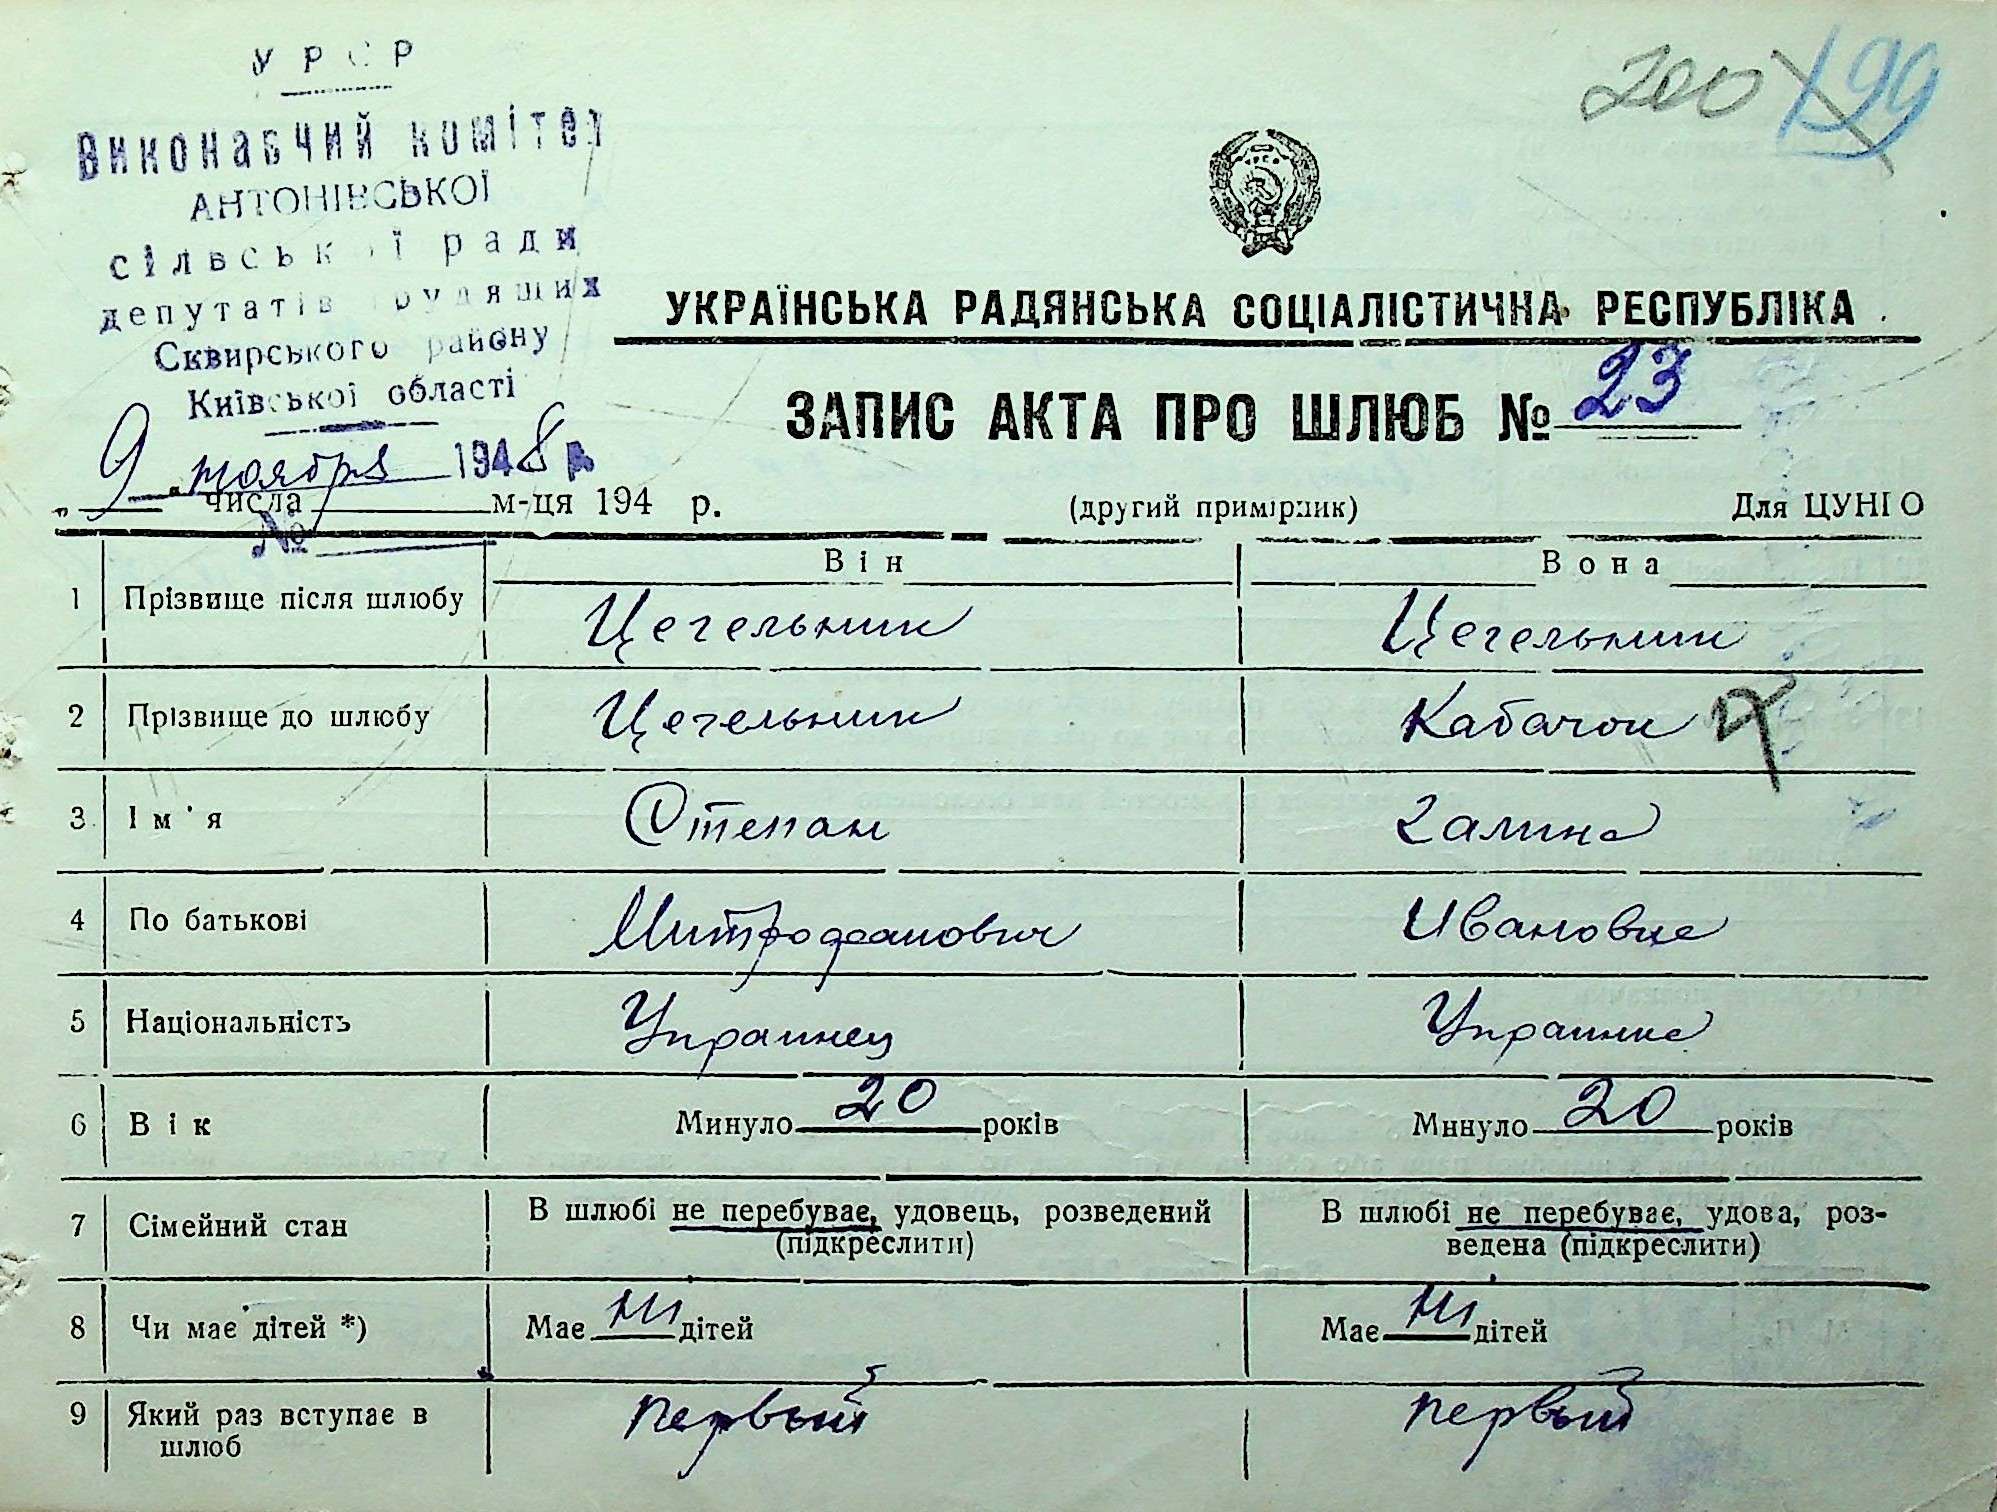 200 199
УРСР
Виконавчий комітет
АНТОНІВСЬКОЇ
сільської ради
депутатів трудящих
Сквирського району
Київської області
9 ноября 1948 р.
№
УКРАЇНСЬКА РАДЯНСЬКА СОЦІАЛІСТИЧНА РЕСПУБЛІКА
ЗАПИС АКТА ПРО ШЛЮБ № 23
" " числа м-ця 194 р. (другий примірник) Для ЦУНГО
Він Вона
1 Прізвище після шлюбу Цегельник Цегельник
2 Прізвище до шлюбу Цегельник Кабачок
3 Ім'я Степан Галина
4 По батькові Митрофанович Ивановна
5 Національність Украинец Украинка
6 Вік Минуло 20 років Минуло 20 років
7 Сімейний стан В шлюбі не перебуває, удовець, розведений В шлюбі не перебуває, удова, роз-
(підкреслити) ведена (підкреслити)
8 Чи має дітей *) Має ні дітей Має ні дітей
9 Який раз вступає в первый первый
шлюб